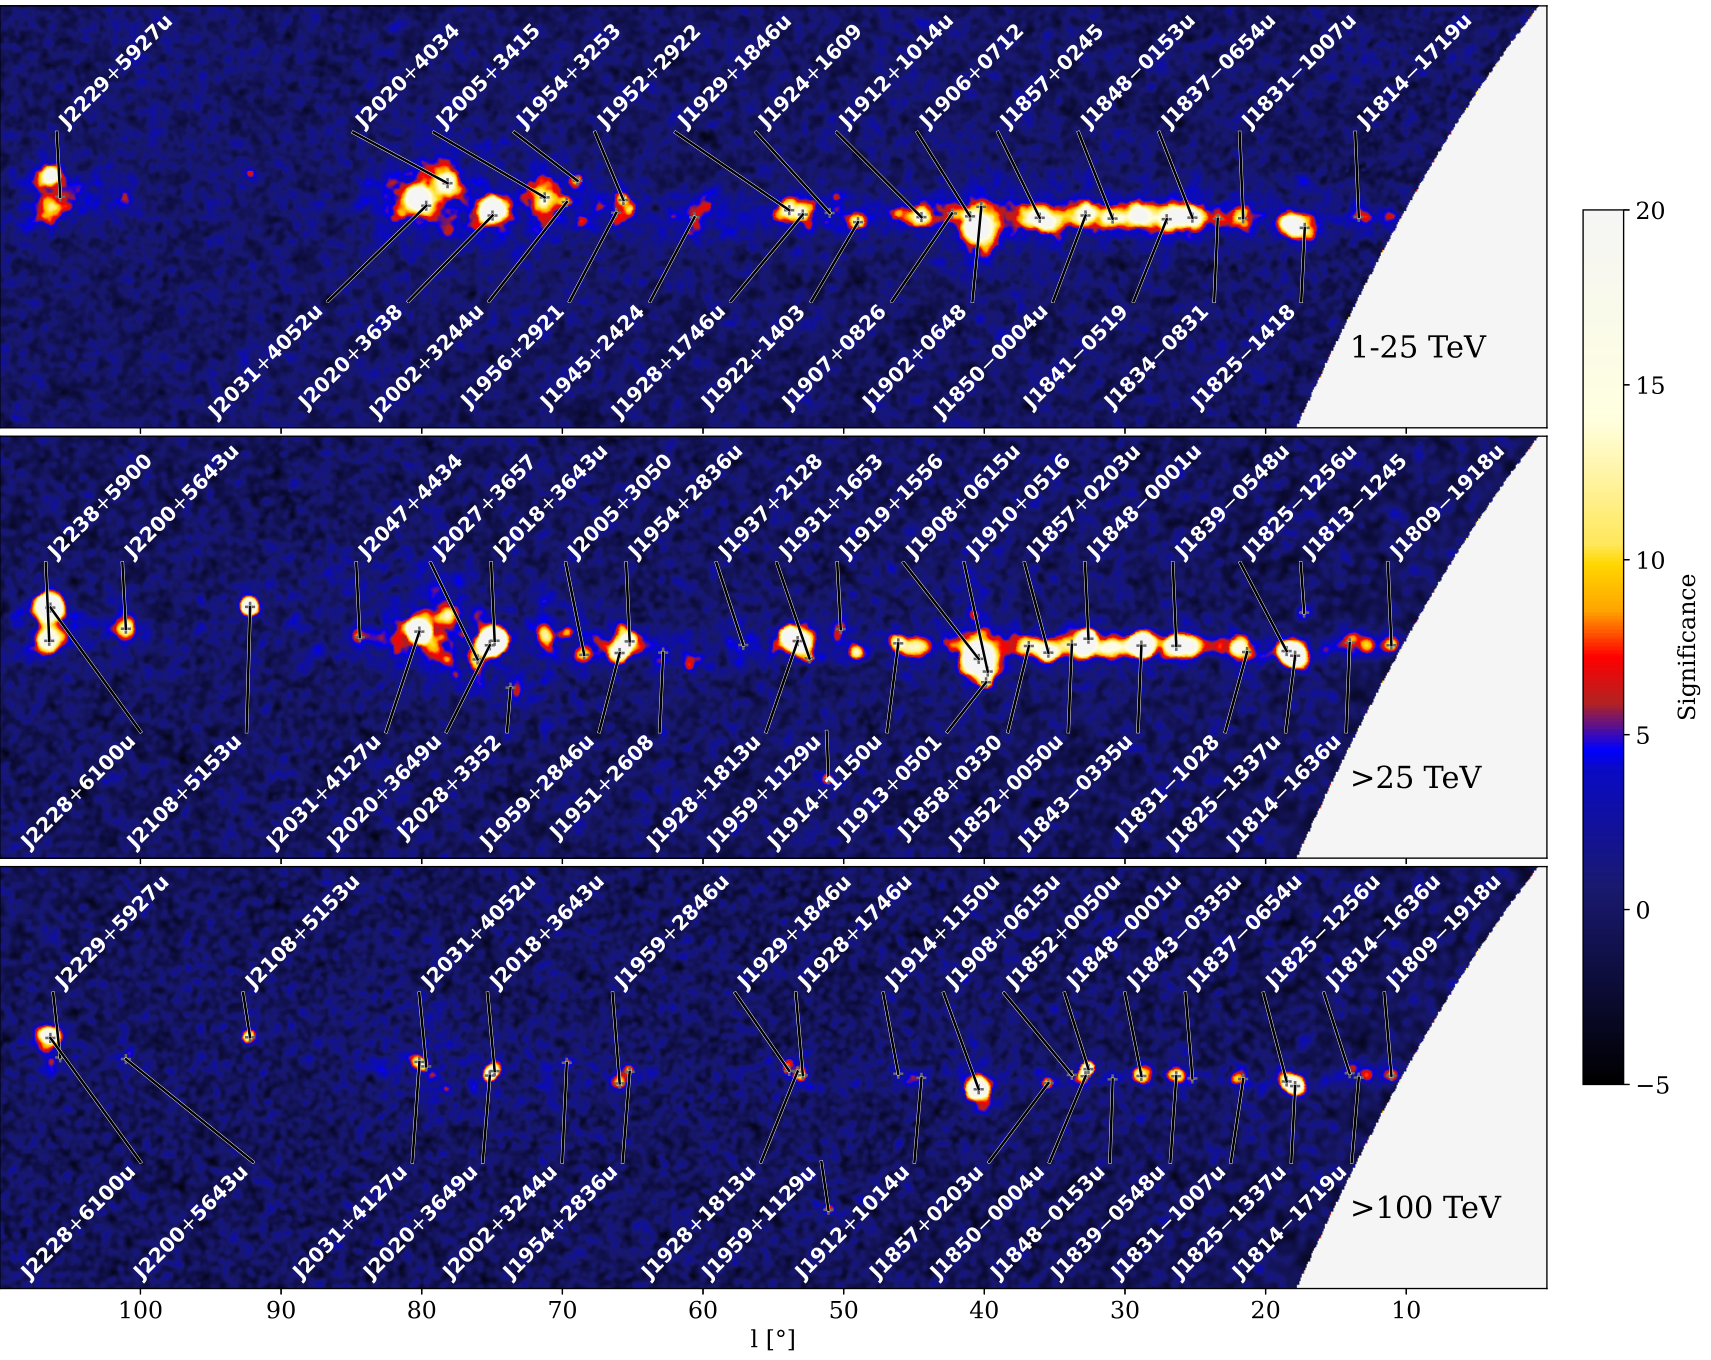 J2229+5927u
J2020+4034
J2005+3415
J1954+3253
J1952+2922
J1929+1846u
J1924+1609
J1912+1014u
J1906+0712
J1857+0245
J1848−0153u
J1837−0654u
J1831−1007u
J1814−1719u
J2031+4052u
J2020+3638
J2002+3244u
J1956+2921
J1945+2424
J1928+1746u
J1922+1403
J1907+0826
J1902+0648
J1850−0004u
J1841−0519
J1834−0831
J1825−1418
1-25 TeV
J2238+5900
J2200+5643u
J2047+4434
J2027+3657
J2018+3643u
J2005+3050
J1954+2836u
J1937+2128
J1931+1653
J1919+1556
J1908+0615u
J1910+0516
J1857+0203u
J1848−0001u
J1839−0548u
J1825−1256u
J1813−1245
J1809−1918u
J2228+6100u
J2108+5153u
J2031+4127u
J2020+3649u
J2028+3352
J1959+2846u
J1951+2608
J1928+1813u
J1959+1129u
J1914+1150u
J1913+0501
J1858+0330
J1852+0050u
J1843−0335u
J1831−1028
J1825−1337u
J1814−1636u
>25 TeV
J2229+5927u
J2108+5153u
J2031+4052u
J2018+3643u
J1959+2846u
J1929+1846u
J1928+1746u
J1914+1150u
J1908+0615u
J1852+0050u
J1848−0001u
J1843−0335u
J1837−0654u
J1825−1256u
J1814−1636u
J1809−1918u
J2228+6100u
J2200+5643u
J2031+4127u
J2020+3649u
J2002+3244u
J1954+2836u
J1928+1813u
J1959+1129u
J1912+1014u
J1857+0203u
J1850−0004u
J1848−0153u
J1839−0548u
J1831−1007u
J1825−1337u
J1814−1719u
>100 TeV
100 90 80 70 60 50 40 30 20 10
l [°]
20
15
10
5
0
−5
Significance